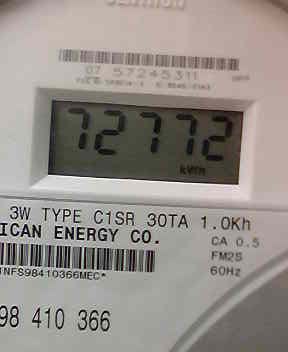 07 57245311
72772
kWh
3W TYPE C1SR 30TA 1.0Kh
ICAN ENERGY CO.
CA 0.5
FM2S
60Hz
INFS98410366MEC*
98 410 366